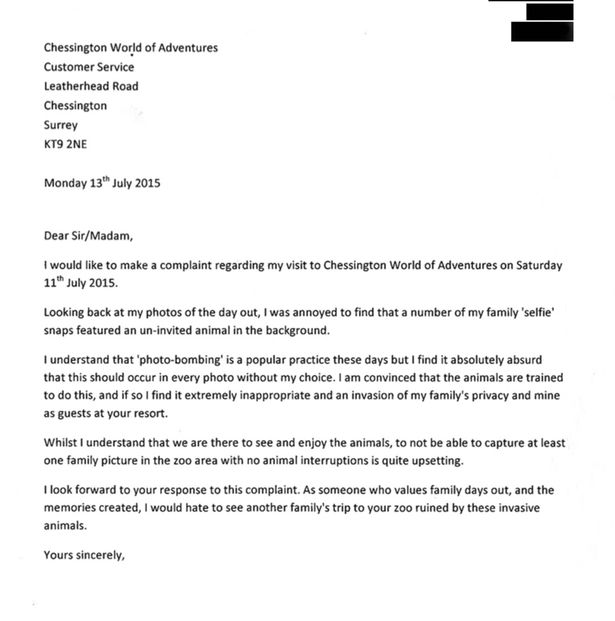 Chessington World of Adventures
Customer Service
Leatherhead Road
Chessington
Surrey
KT9 2NE
Monday 13th July 2015
Dear Sir/Madam,
I would like to make a complaint regarding my visit to Chessington World of Adventures on Saturday
11th July 2015.
Looking back at my photos of the day out, I was annoyed to find that a number of my family 'selfie'
snaps featured an un-invited animal in the background.
I understand that 'photo-bombing' is a popular practice these days but I find it absolutely absurd
that this should occur in every photo without my choice. I am convinced that the animals are trained
to do this, and if so I find it extremely inappropriate and an invasion of my family's privacy and mine
as guests at your resort.
Whilst I understand that we are there to see and enjoy the animals, to not be able to capture at least
one family picture in the zoo area with no animal interruptions is quite upsetting.
I look forward to your response to this complaint. As someone who values family days out, and the
memories created, I would hate to see another family's trip to your zoo ruined by these invasive
animals.
Yours sincerely,